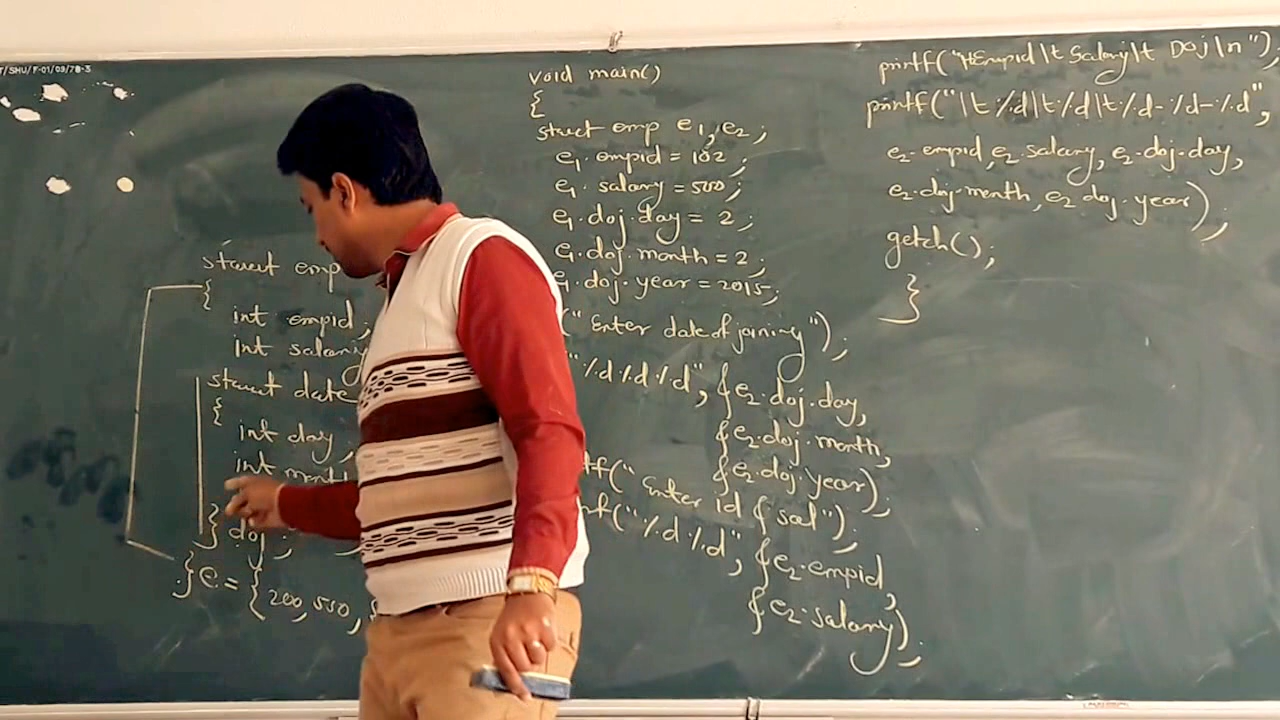 T/SHU/F-01/03/78-3
struct emp
{
int empid;
int salary
struct date
{
int day;
int mont
} doj;
} e = {200, 550, {
void main()
{
struct emp e1, e2;
e1.empid = 102;
e1.salary = 500;
e1.doj.day = 2;
e1.doj.month = 2;
e1.doj.year = 2015;
(" Enter date of joining");
"%d%d%d", &e2.doj.day,
&e2.doj.month,
&e2.doj.year);
tf(" Enter id & sal");
nf("%d%d", &e2.empid,
&e2.salary);
printf("\tEmpid\t Salary\t Doj\n");
printf("\t%d\t%d\t%d-%d-%d",
e2.empid, e2.salary, e2.doj.day,
e2.doj.month, e2.doj.year);
getch();
}